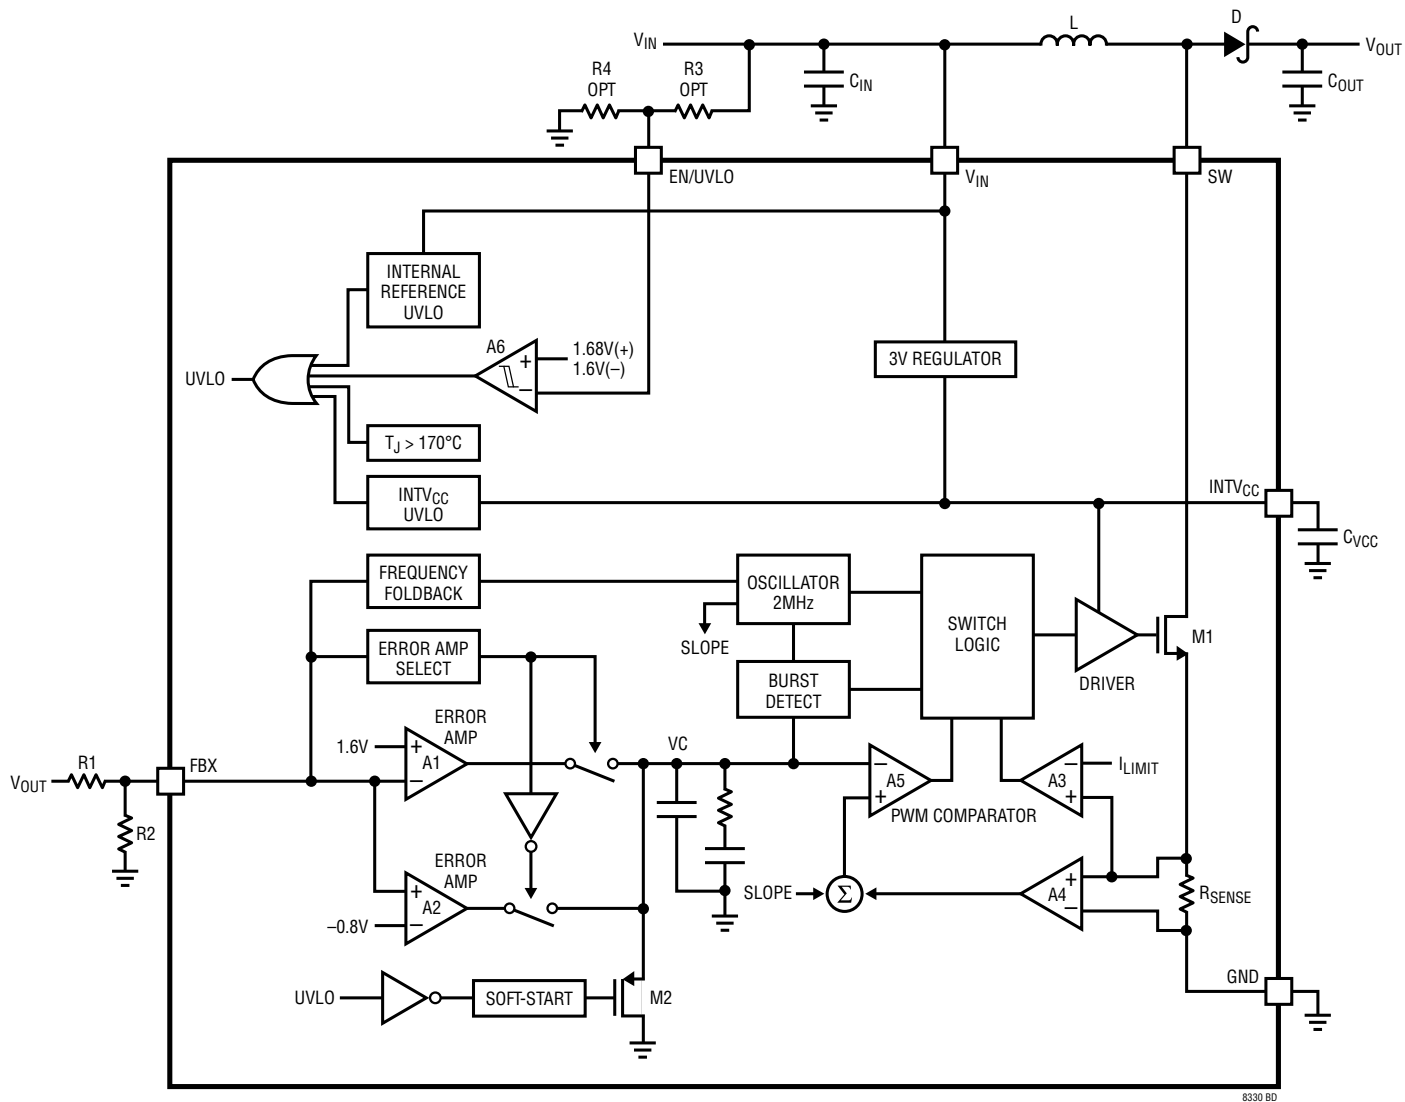 L
D
VIN
VOUT
R4
OPT
R3
OPT
CIN
COUT
EN/UVLO
VIN
SW
INTERNAL
REFERENCE
UVLO
A6
+
−
1.68V(+)
1.6V(–)
3V REGULATOR
UVLO
TJ > 170°C
INTVCC
UVLO
INTVCC
CVCC
FREQUENCY
FOLDBACK
OSCILLATOR
2MHz
SLOPE
SWITCH
LOGIC
M1
DRIVER
ERROR AMP
SELECT
BURST
DETECT
ERROR
AMP
1.6V
+
A1
−
VC
−
A5
+
PWM COMPARATOR
−
A3
+
ILIMIT
R1
VOUT
FBX
R2
ERROR
AMP
+
A2
−
–0.8V
SLOPE
Σ
+
A4
−
RSENSE
GND
UVLO
SOFT-START
M2
8330 BD